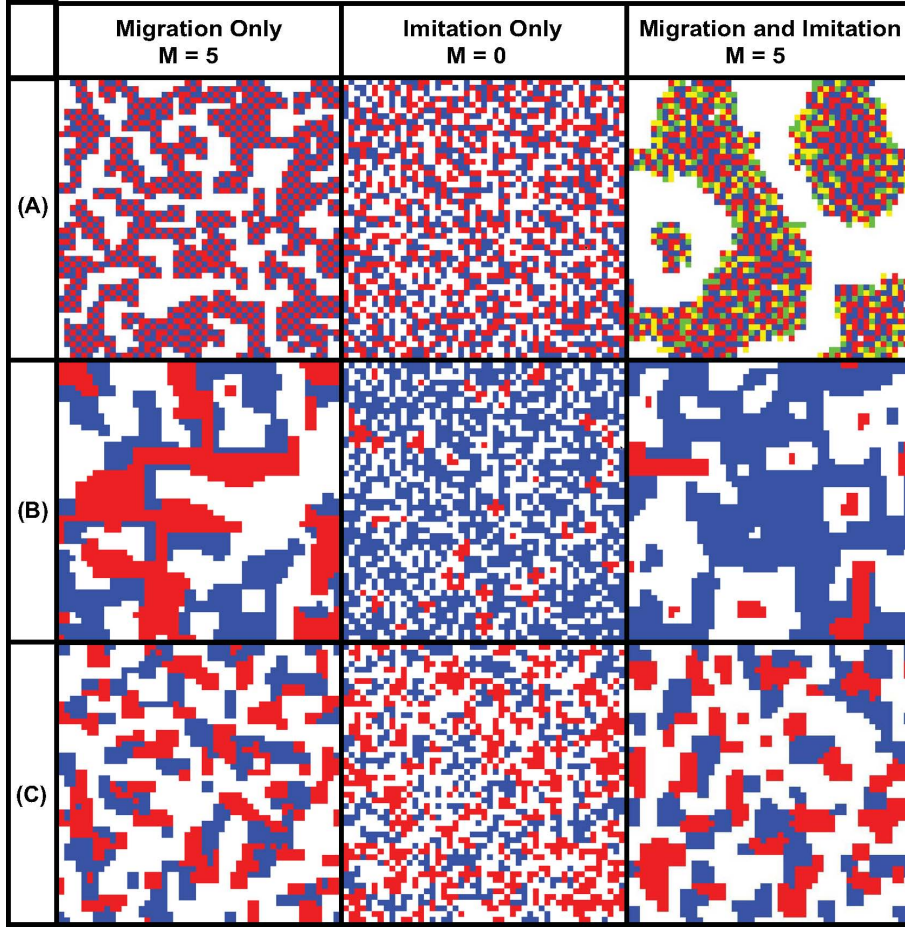 Migration Only
M = 5
Imitation Only
M = 0
Migration and Imitation
M = 5
(A)
(B)
(C)